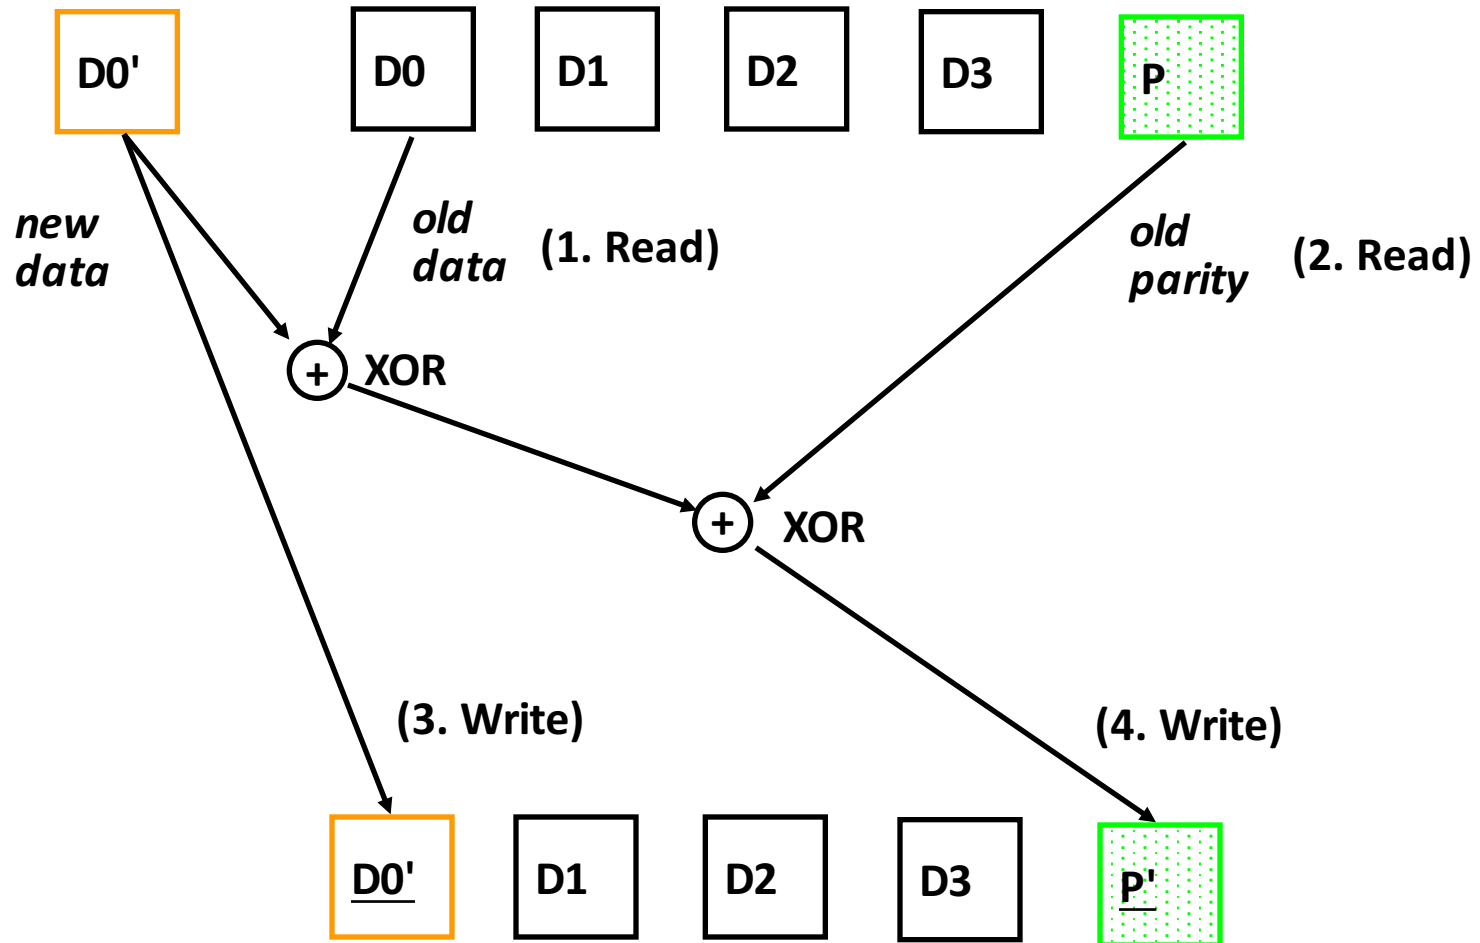 D0'
D0
D1
D2
D3
P
new
data
old
data
(1. Read)
old
parity
(2. Read)
+
XOR
+
XOR
(3. Write)
(4. Write)
D0'
D1
D2
D3
P'